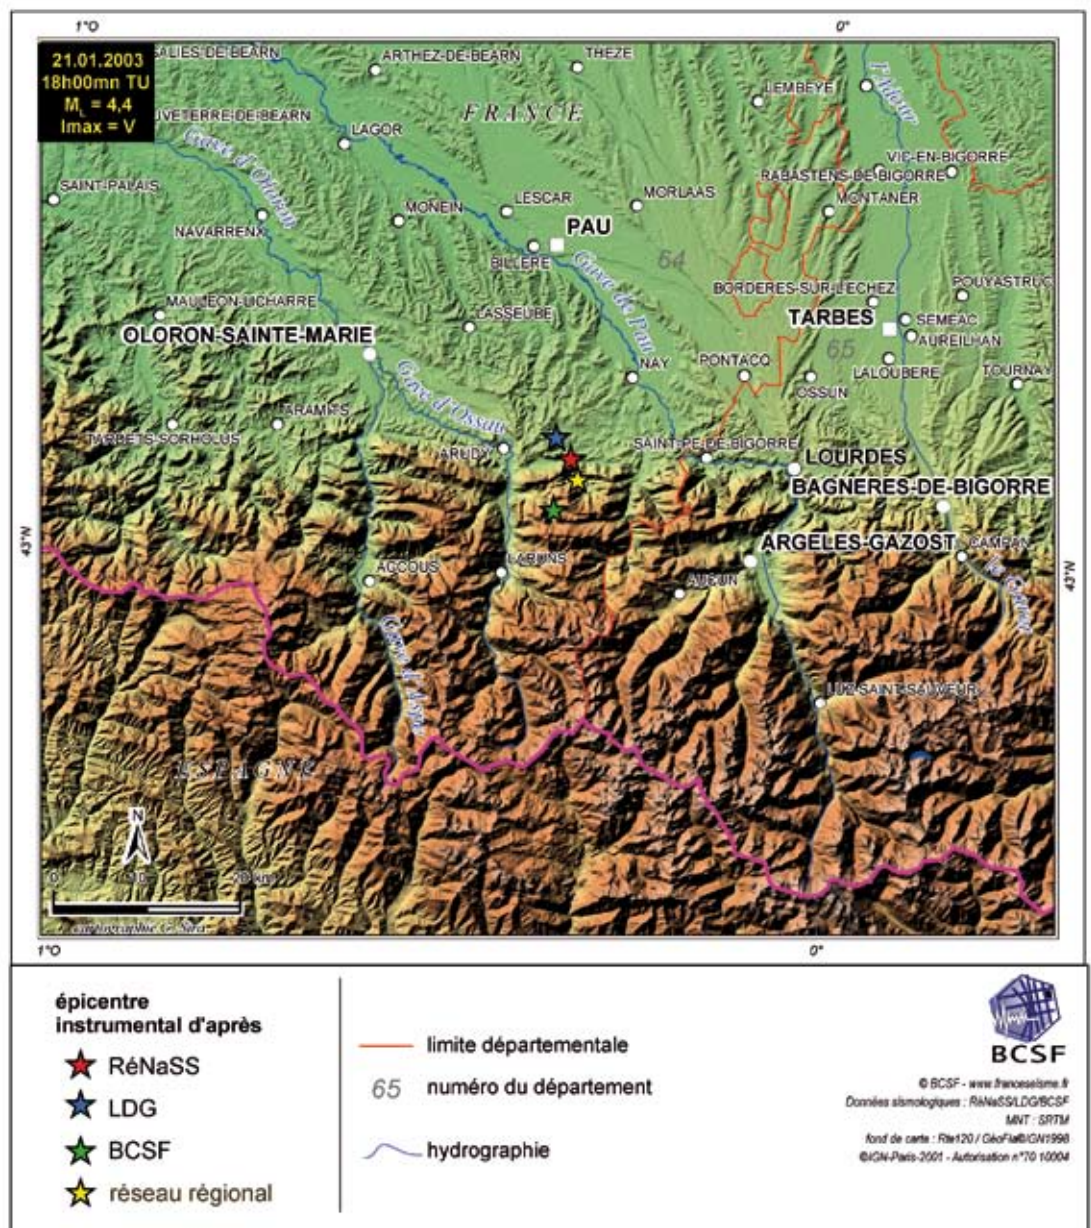 1°O 0°
21.01.2003
18h00mn TU
ML = 4,4
Imax = V
SALIES-DE-BEARN
ARTHEZ-DE-BEARN
THEZE
LEMBEYE
l'Adour
FRANCE
UVETERRE-DE-BEARN
LAGOR
Gave d'Oloron
VIC-EN-BIGORRE
RABASTENS-DE-BIGORRE
SAINT-PALAIS
LESCAR
MORLAAS
MONTANER
MONEIN
NAVARRENX
PAU
BILLERE
Gave de Pau
64
BORDERES-SUR-L'ECHEZ
POUYASTRUC
MAULEON-LICHARRE
LASSEUBE
TARBES
SEMEAC
OLORON-SAINTE-MARIE
AUREILHAN
65
NAY
PONTACQ
LALOUBERE
TOURNAY
OSSUN
Gave d'Ossau
ARAMITS
TARDETS-SORHOLUS
ARUDY
SAINT-PE-DE-BIGORRE
LOURDES
BAGNERES-DE-BIGORRE
43°N
ARGELES-GAZOST
CAMPAN
43°N
ACCOUS
LARUNS
AUCUN
LUZ-SAINT-SAUVEUR
ESPAGNE
N
0 10 20 km
cartographie C. Sira
1°O 0°
épicentre
instrumental d'après
RéNaSS
LDG
BCSF
réseau régional
limite départementale
65 numéro du département
hydrographie
BCSF
© BCSF - www.franceseisme.fr
Données sismologiques : RéNaSS/LDG/BCSF
MNT : SRTM
fond de carte : Rte120 / GéoFla©IGN1998
©IGN-Paris-2001 - Autorisation n°70 10004